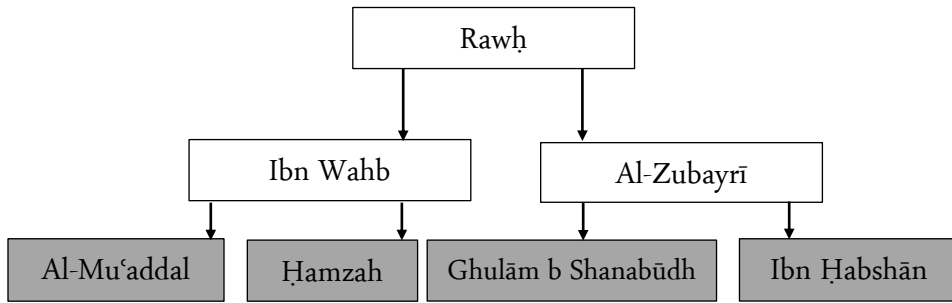 Rawḥ
Ibn Wahb
Al-Zubayrī
Al-Muʿaddal
Ḥamzah
Ghulām b Shanabūdh
Ibn Ḥabshān